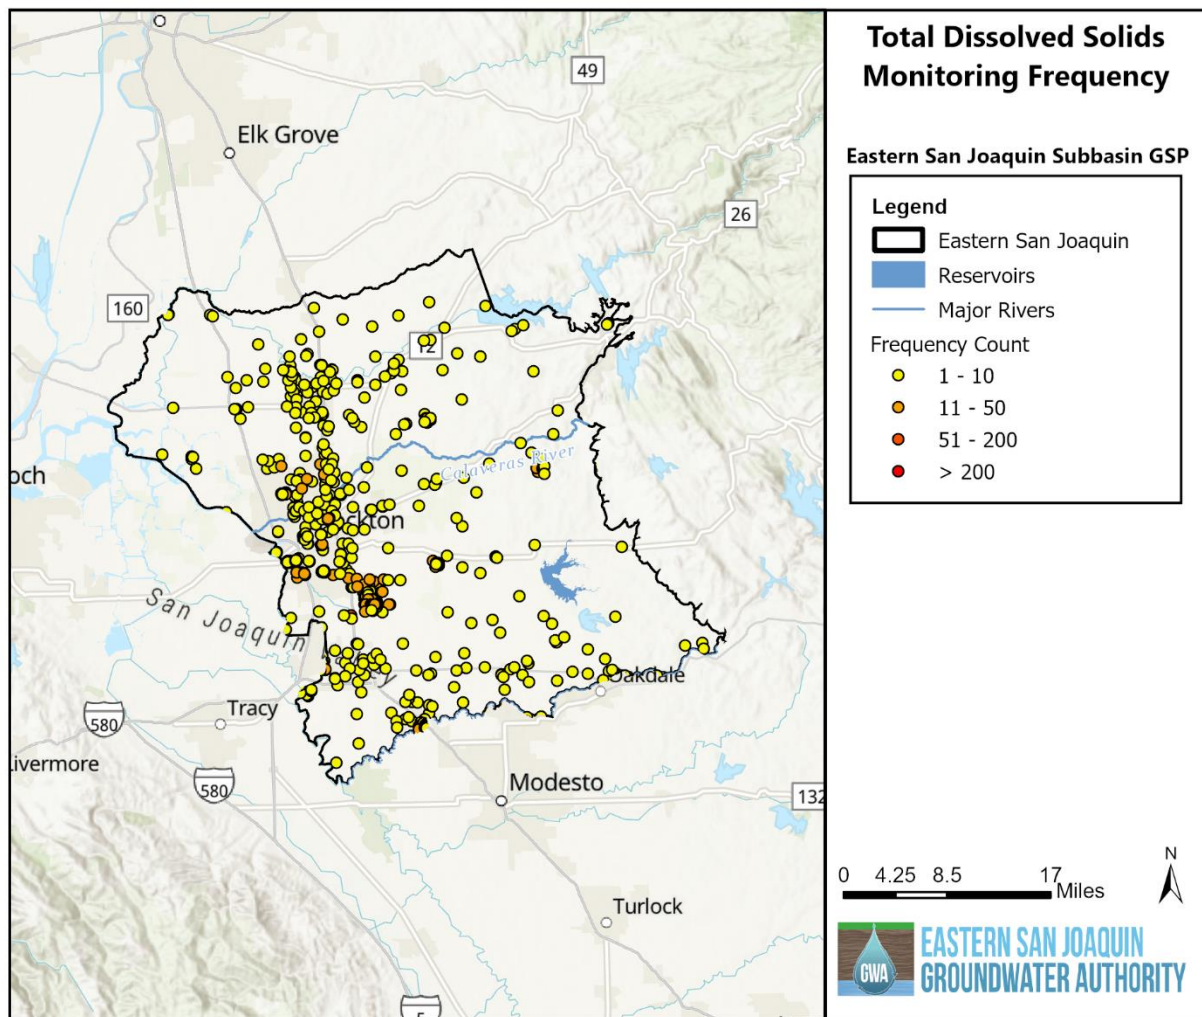 Total Dissolved Solids
Monitoring Frequency
Eastern San Joaquin Subbasin GSP
Legend
Eastern San Joaquin
Reservoirs
Major Rivers
Frequency Count
1 - 10
11 - 50
51 - 200
> 200
49
Elk Grove
26
160
12
Calaveras River
och
ckton
San Joaquin
ey
Oakdale
Tracy
580
Livermore
580
Modesto
132
Turlock
5
N
0 4.25 8.5 17
Miles
GWA
EASTERN SAN JOAQUIN
GROUNDWATER AUTHORITY